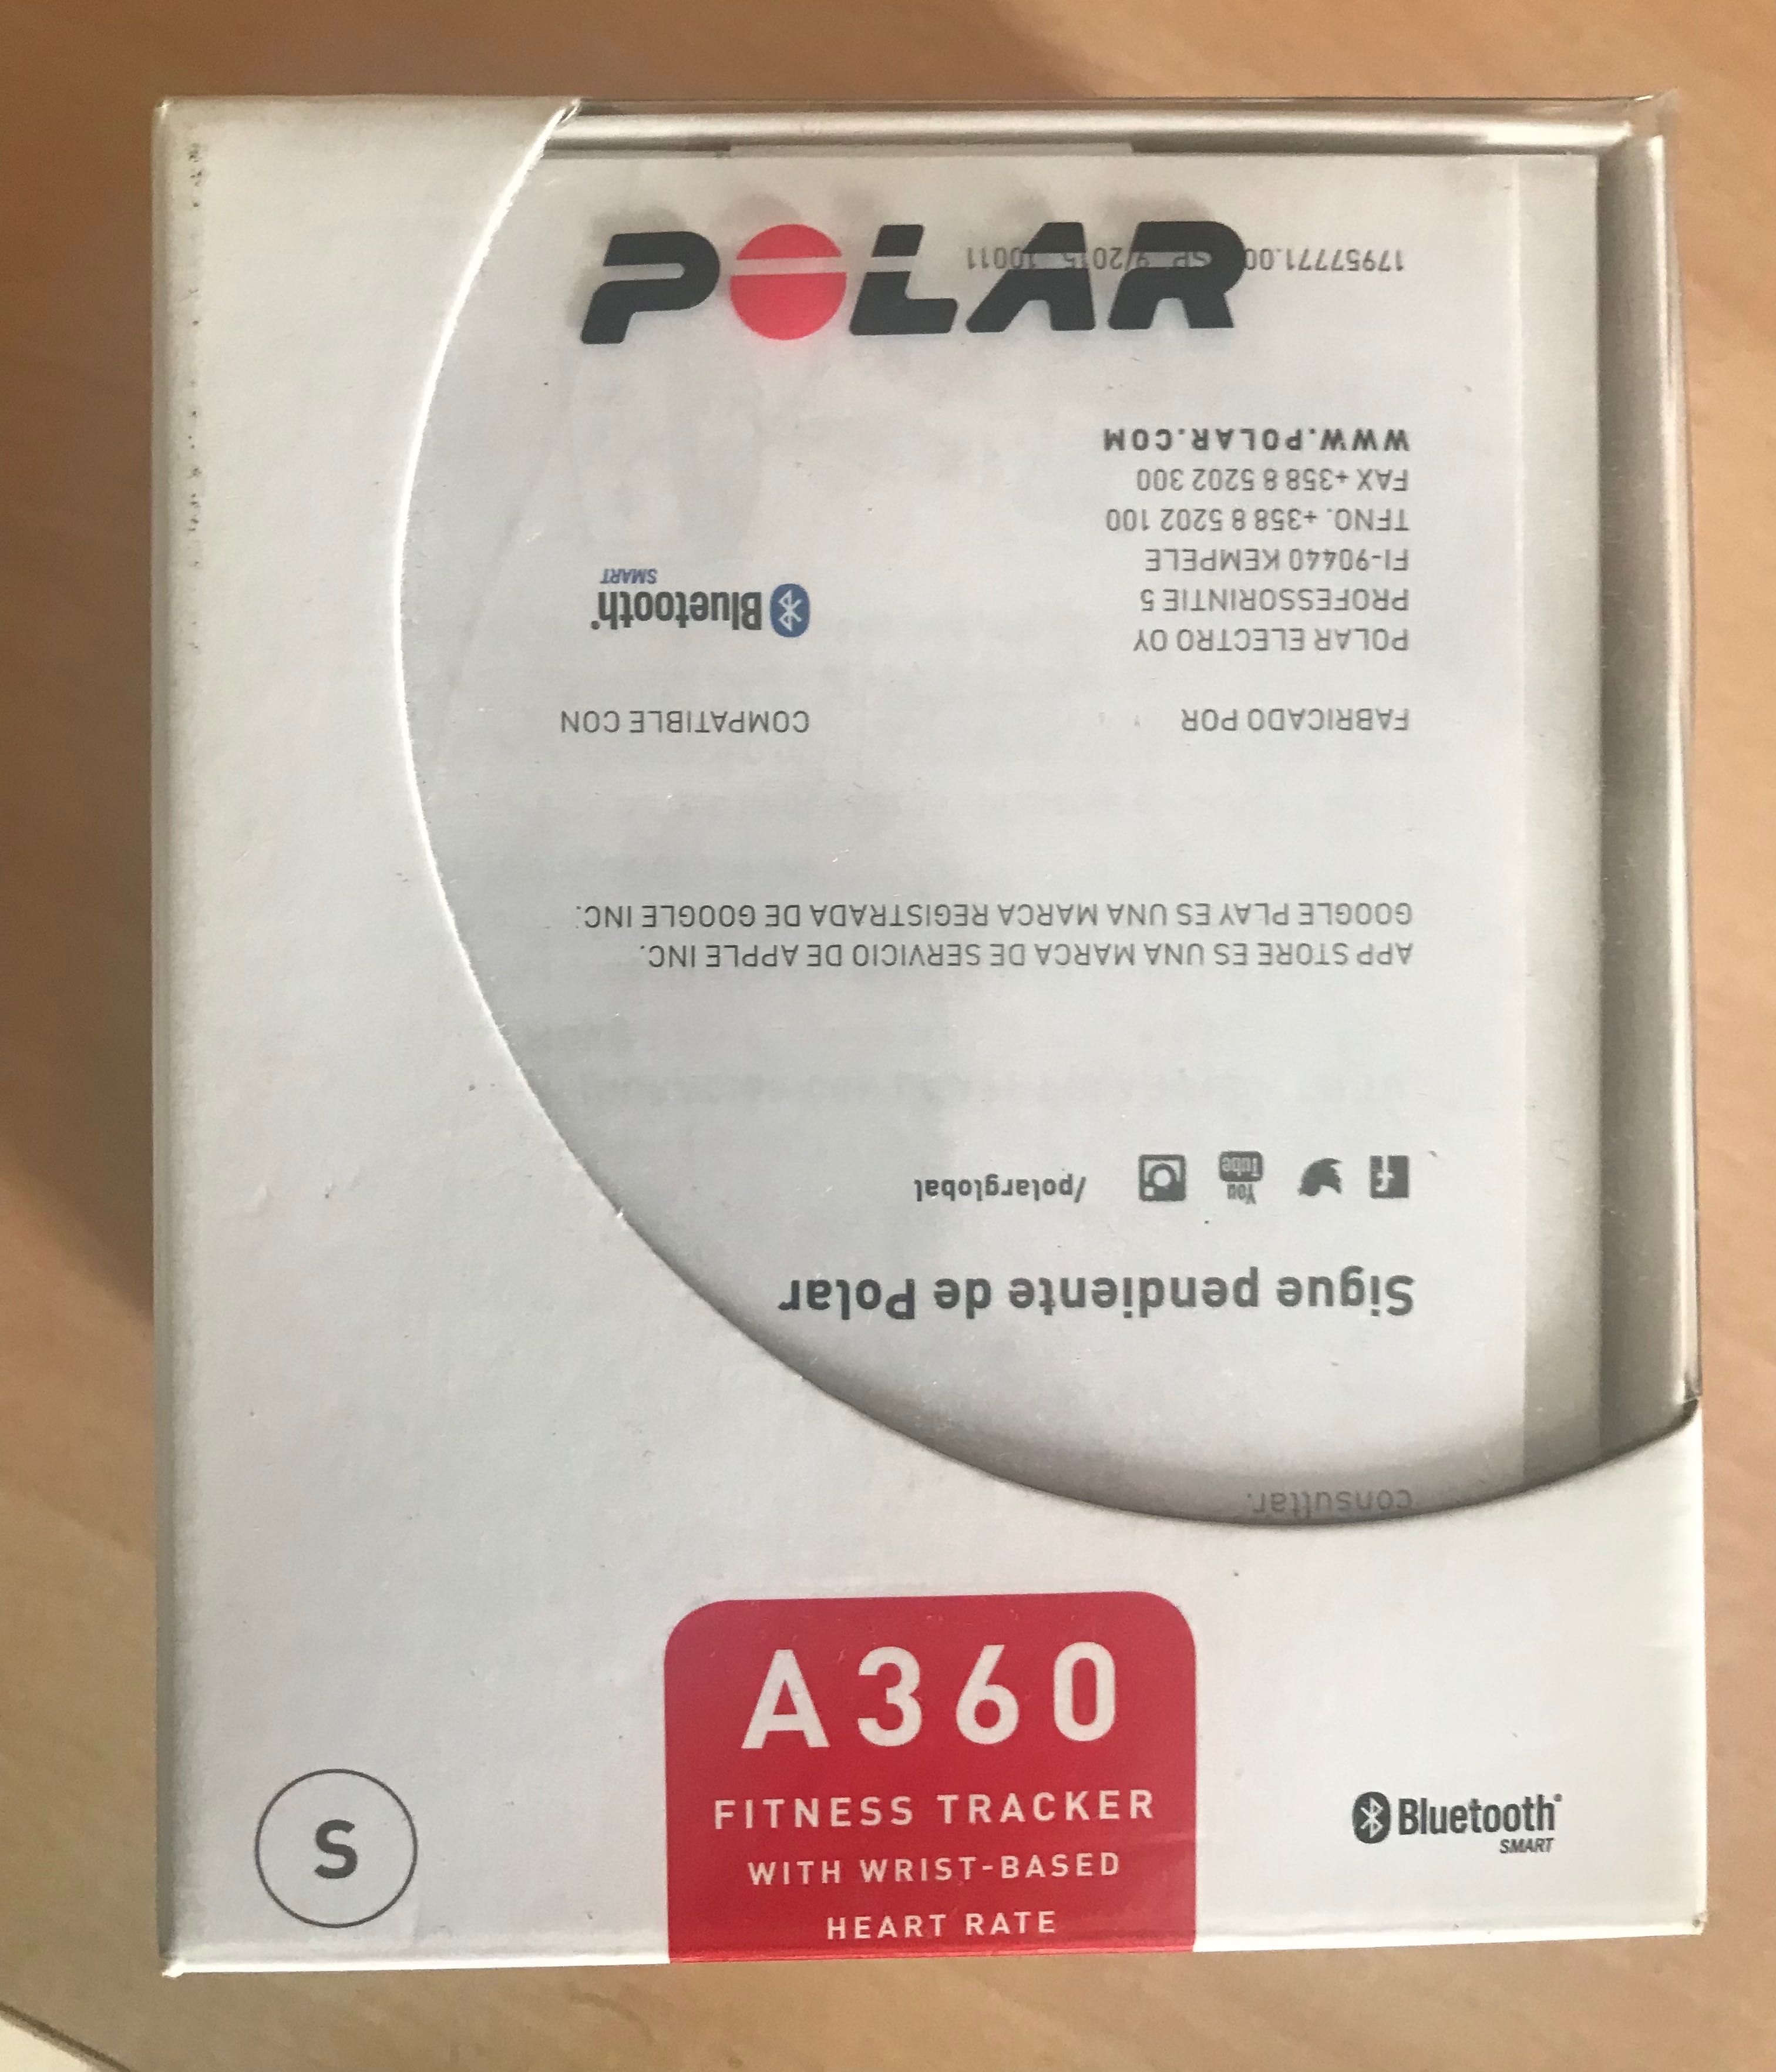 POLAR
A360
FITNESS TRACKER
WITH WRIST-BASED
HEART RATE
S
Bluetooth®
SMART
consultar.
Sigue pendiente de Polar
f You Tube /polarglobal
APP STORE ES UNA MARCA DE SERVICIO DE APPLE INC.
GOOGLE PLAY ES UNA MARCA REGISTRADA DE GOOGLE INC.
FABRICADO POR
POLAR ELECTRO OY
PROFESSORINTIE 5
FI-90440 KEMPELE
TFNO. +358 8 5202 100
FAX +358 8 5202 300
WWW.POLAR.COM
COMPATIBLE CON
Bluetooth®
SMART
17957771.00 SP 9/2015 10011